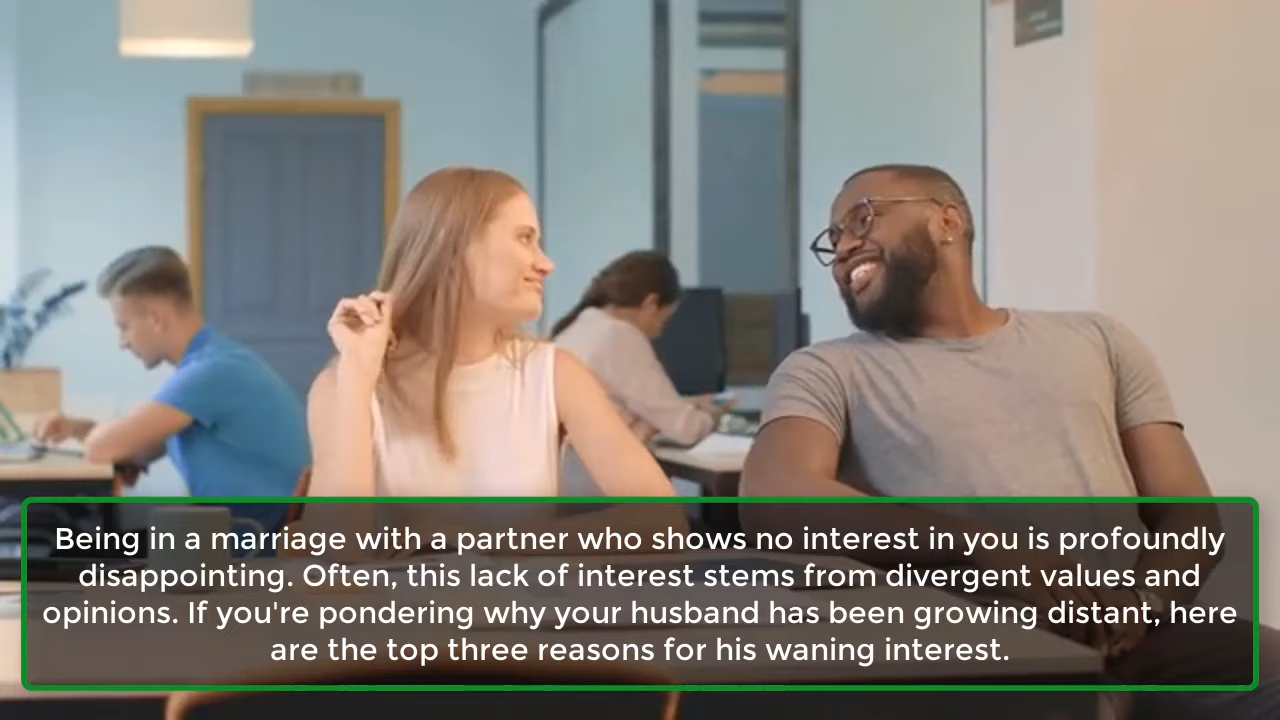 Being in a marriage with a partner who shows no interest in you is profoundly
disappointing. Often, this lack of interest stems from divergent values and
opinions. If you're pondering why your husband has been growing distant, here
are the top three reasons for his waning interest.